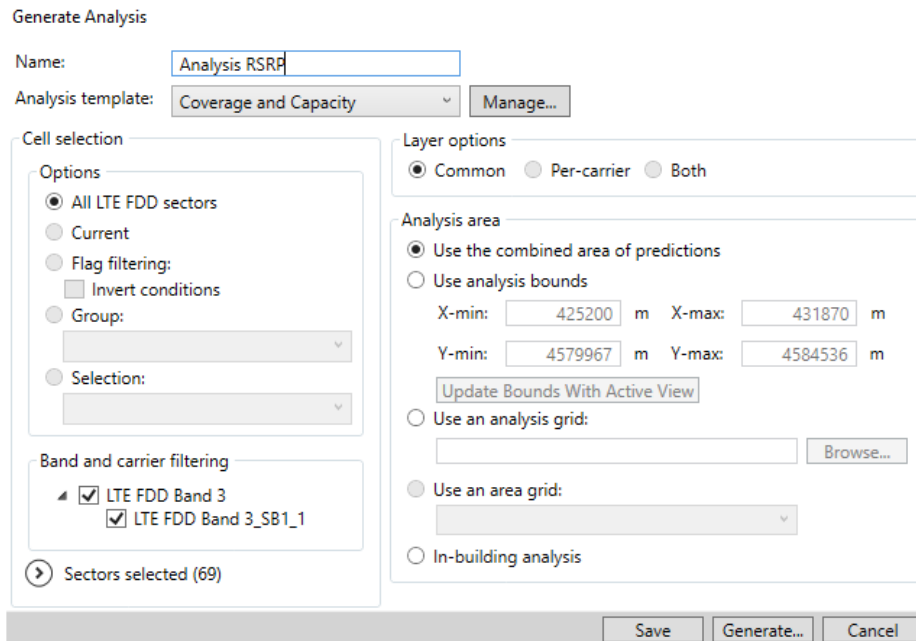 Generate Analysis
Name: Analysis RSRP
Analysis template: Coverage and Capacity Manage...
Cell selection
Options
All LTE FDD sectors
Current
Flag filtering:
Invert conditions
Group:
Selection:
Band and carrier filtering
LTE FDD Band 3
LTE FDD Band 3_SB1_1
Sectors selected (69)
Layer options
Common Per-carrier Both
Analysis area
Use the combined area of predictions
Use analysis bounds
X-min: 425200 m X-max: 431870 m
Y-min: 4579967 m Y-max: 4584536 m
Update Bounds With Active View
Use an analysis grid:
Browse...
Use an area grid:
In-building analysis
Save Generate... Cancel